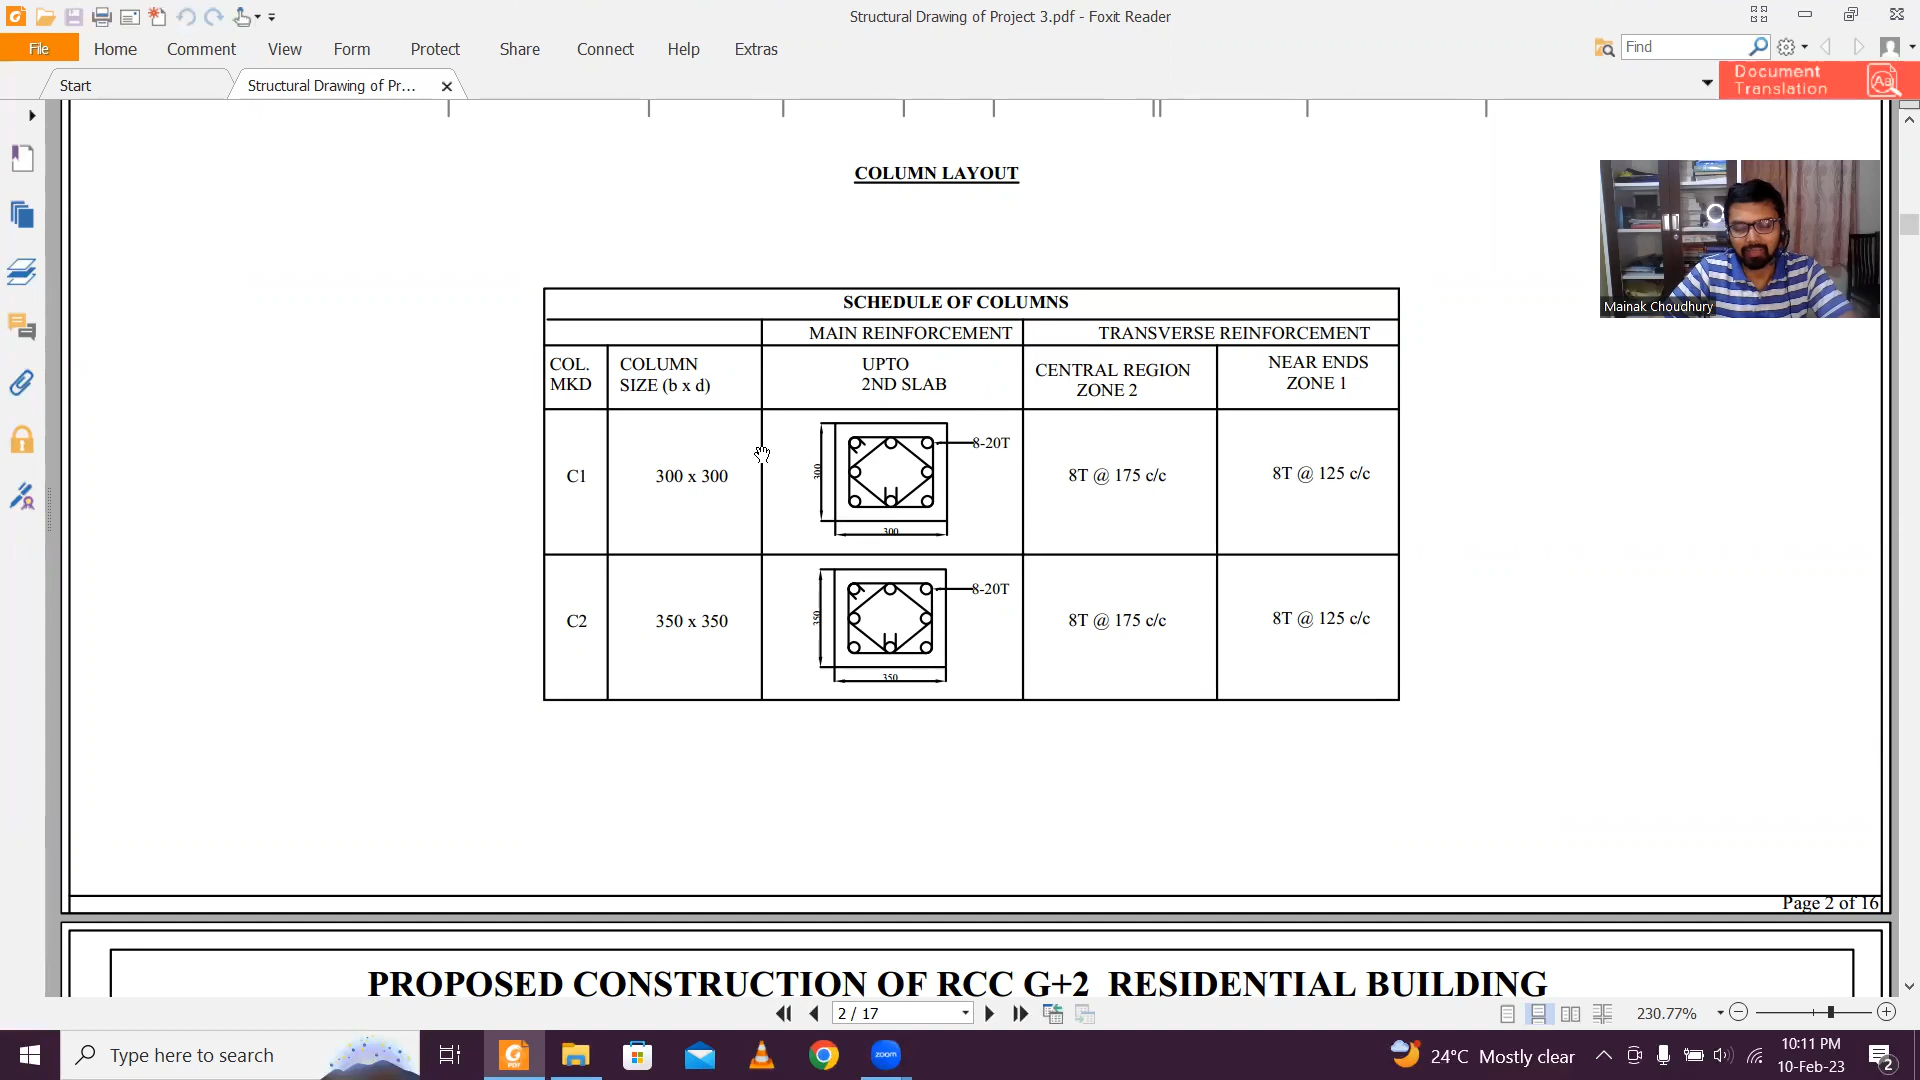 Structural Drawing of Project 3.pdf - Foxit Reader
File Home Comment View Form Protect Share Connect Help Extras
Find
Start
Structural Drawing of Pr...
Document
Translation
COLUMN LAYOUT
Mainak Choudhury
SCHEDULE OF COLUMNS
MAIN REINFORCEMENT TRANSVERSE REINFORCEMENT
COL.
MKD
COLUMN
SIZE (b x d)
UPTO
2ND SLAB
CENTRAL REGION
ZONE 2
NEAR ENDS
ZONE 1
C1
300 x 300
300
8-20T
300
8T @ 175 c/c
8T @ 125 c/c
C2
350 x 350
350
8-20T
350
8T @ 175 c/c
8T @ 125 c/c
Page 2 of 16
PROPOSED CONSTRUCTION OF RCC G+2 RESIDENTIAL BUILDING
2 / 17
230.77%
Type here to search
PDF
zoom
24°C Mostly clear
10:11 PM
10-Feb-23
2